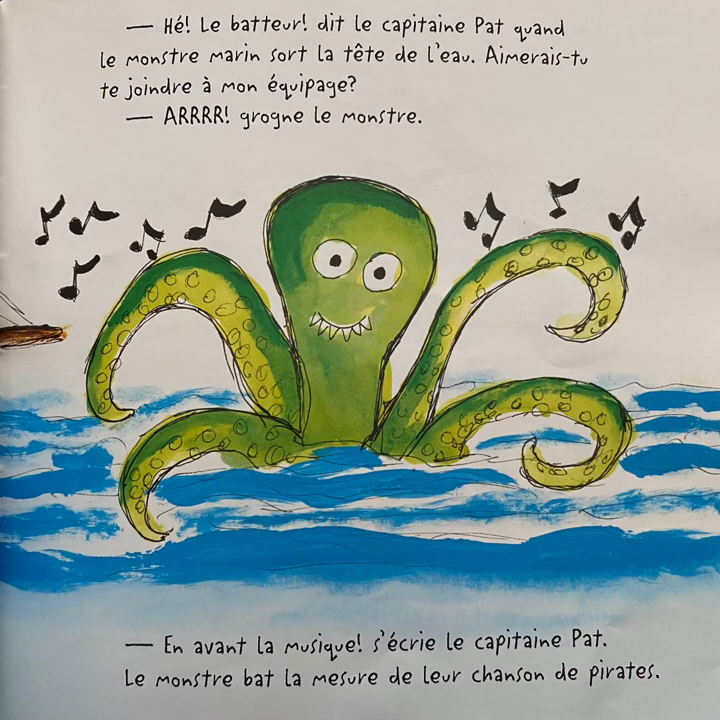 — Hé! Le batteur! dit le capitaine Pat quand
le monstre marin sort la tête de l'eau. Aimerais-tu
te joindre à mon équipage?
— ARRRR! grogne le monstre.
— En avant la musique! s'écrie le capitaine Pat.
Le monstre bat la mesure de leur chanson de pirates.